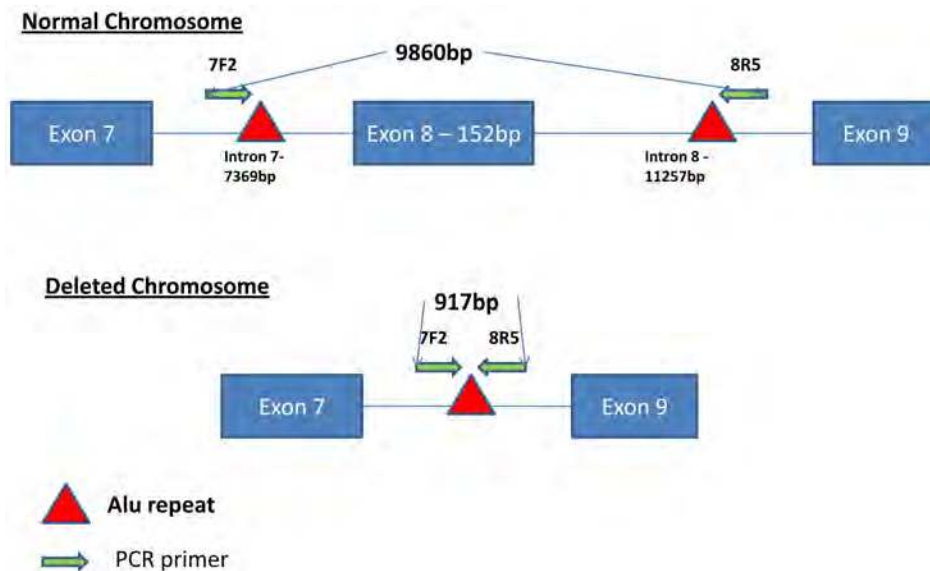 Normal Chromosome
9860bp
7F2
8R5
Exon 7
Exon 8 – 152bp
Exon 9
Intron 7-
7369bp
Intron 8 -
11257bp
Deleted Chromosome
917bp
7F2
8R5
Exon 7
Exon 9
Alu repeat
PCR primer